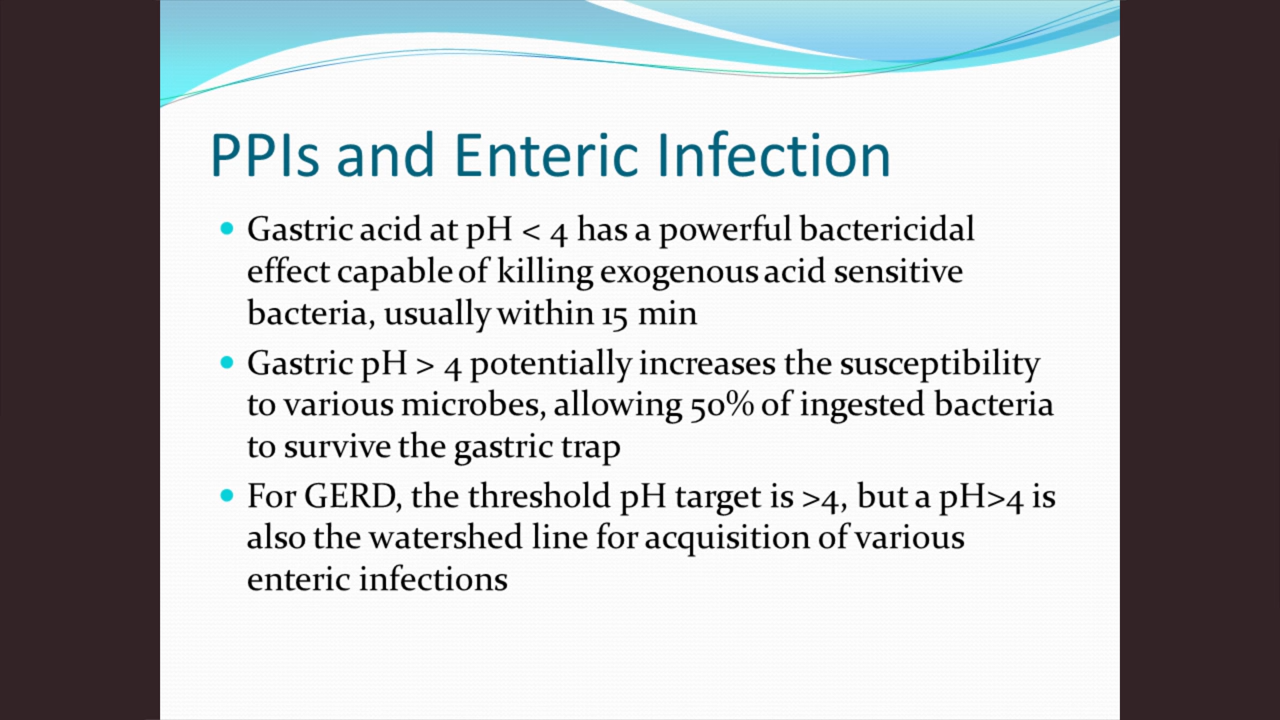 PPIs and Enteric Infection
Gastric acid at pH < 4 has a powerful bactericidal
effect capable of killing exogenous acid sensitive
bacteria, usually within 15 min
Gastric pH > 4 potentially increases the susceptibility
to various microbes, allowing 50% of ingested bacteria
to survive the gastric trap
For GERD, the threshold pH target is >4, but a pH>4 is
also the watershed line for acquisition of various
enteric infections